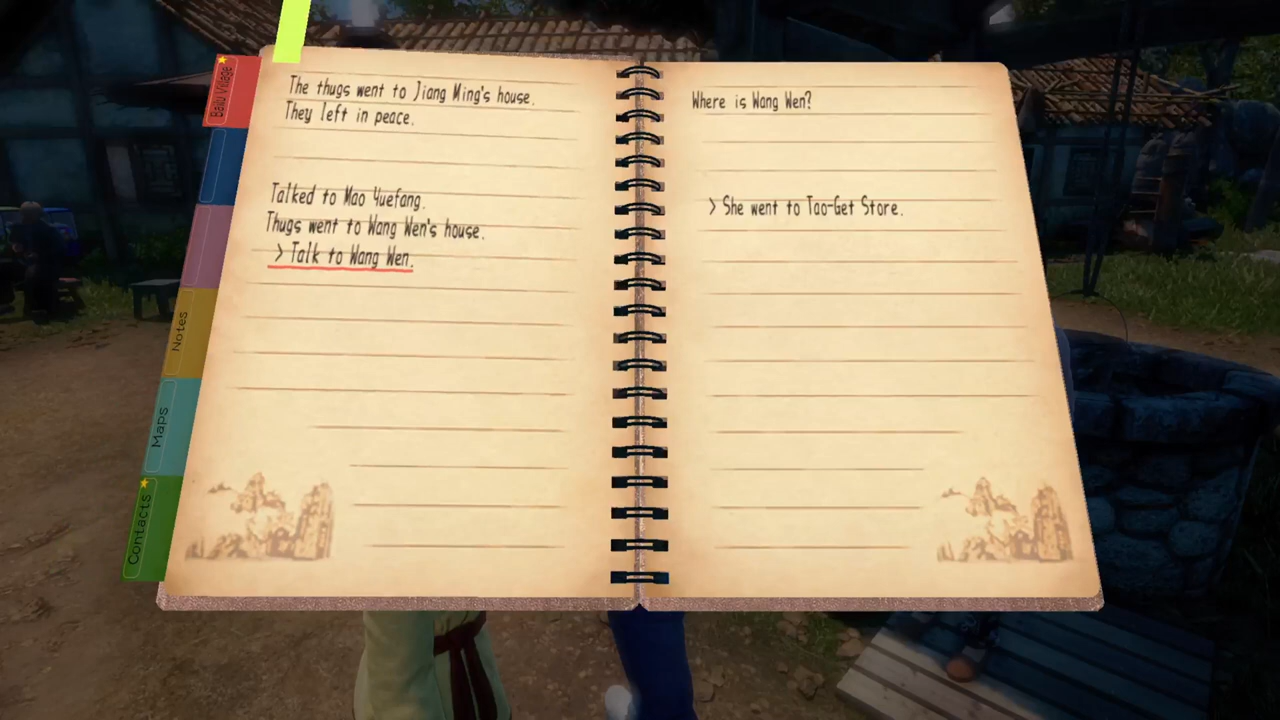 Bailu Village
The thugs went to Jiang Ming's house.
They left in peace.
Talked to Mao Yuefang.
Thugs went to Wang Wen's house.
> Talk to Wang Wen.
Notes
Maps
Contacts
Where is Wang Wen?
> She went to Tao-Get Store.